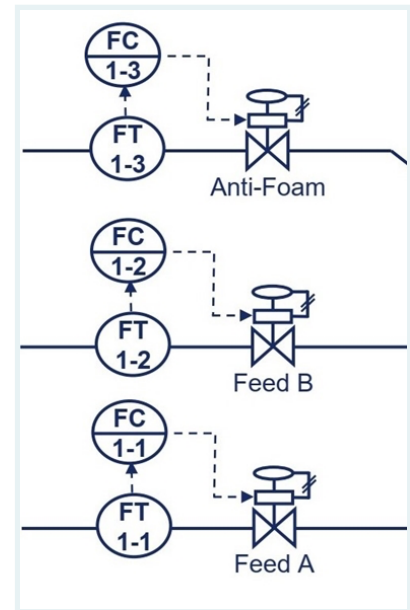 FC
1-3
FT
1-3
Anti-Foam
FC
1-2
FT
1-2
Feed B
FC
1-1
FT
1-1
Feed A